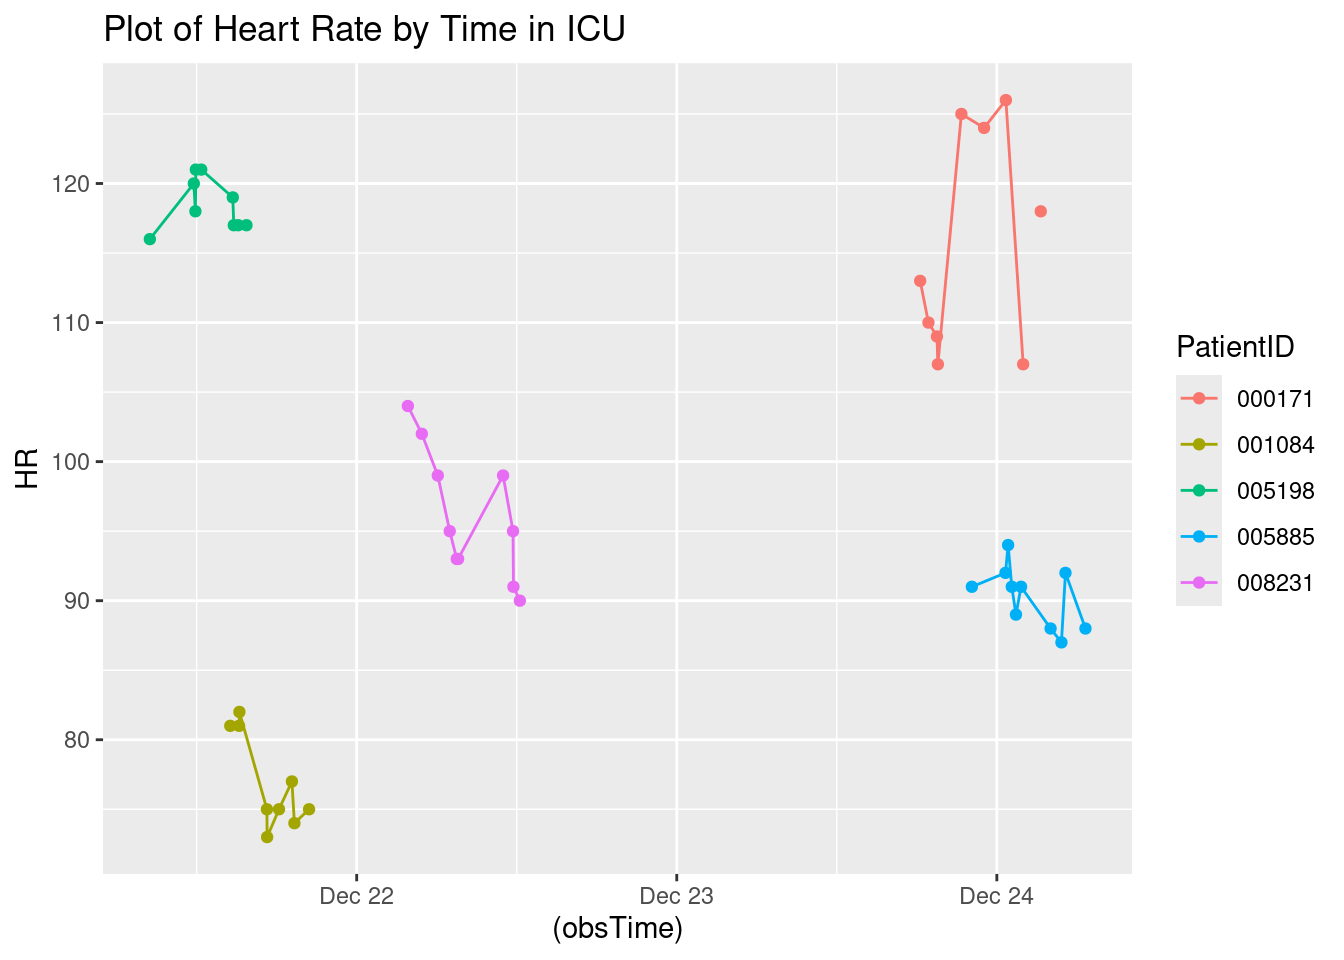 Plot of Heart Rate by Time in ICU
HR
120
110
100
90
80
Dec 22 Dec 23 Dec 24
(obsTime)
PatientID
000171
001084
005198
005885
008231